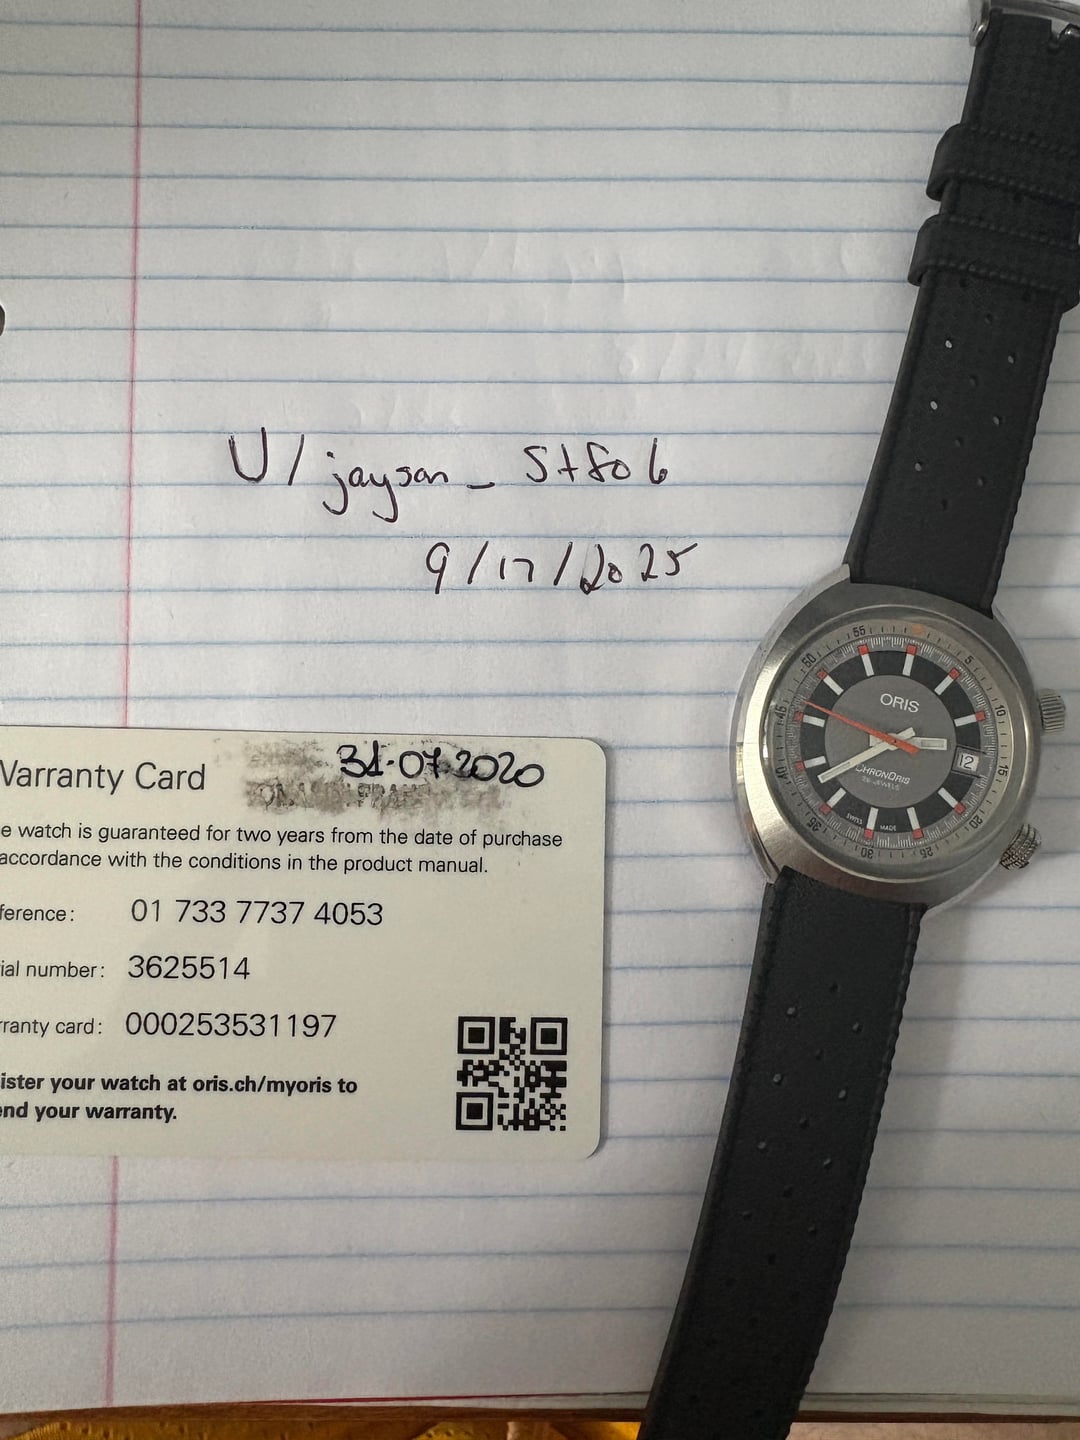 U/jayson_Stfo6
9/17/2025
Warranty Card
31-07-2020
e watch is guaranteed for two years from the date of purchase
accordance with the conditions in the product manual.
ference: 01 733 7737 4053
ial number: 3625514
rranty card: 000253531197
ister your watch at oris.ch/myoris to
end your warranty.
55
5
10
15
20
25
30
35
40
45
50
ORIS
12
CHRONORIS
SWISS MADE